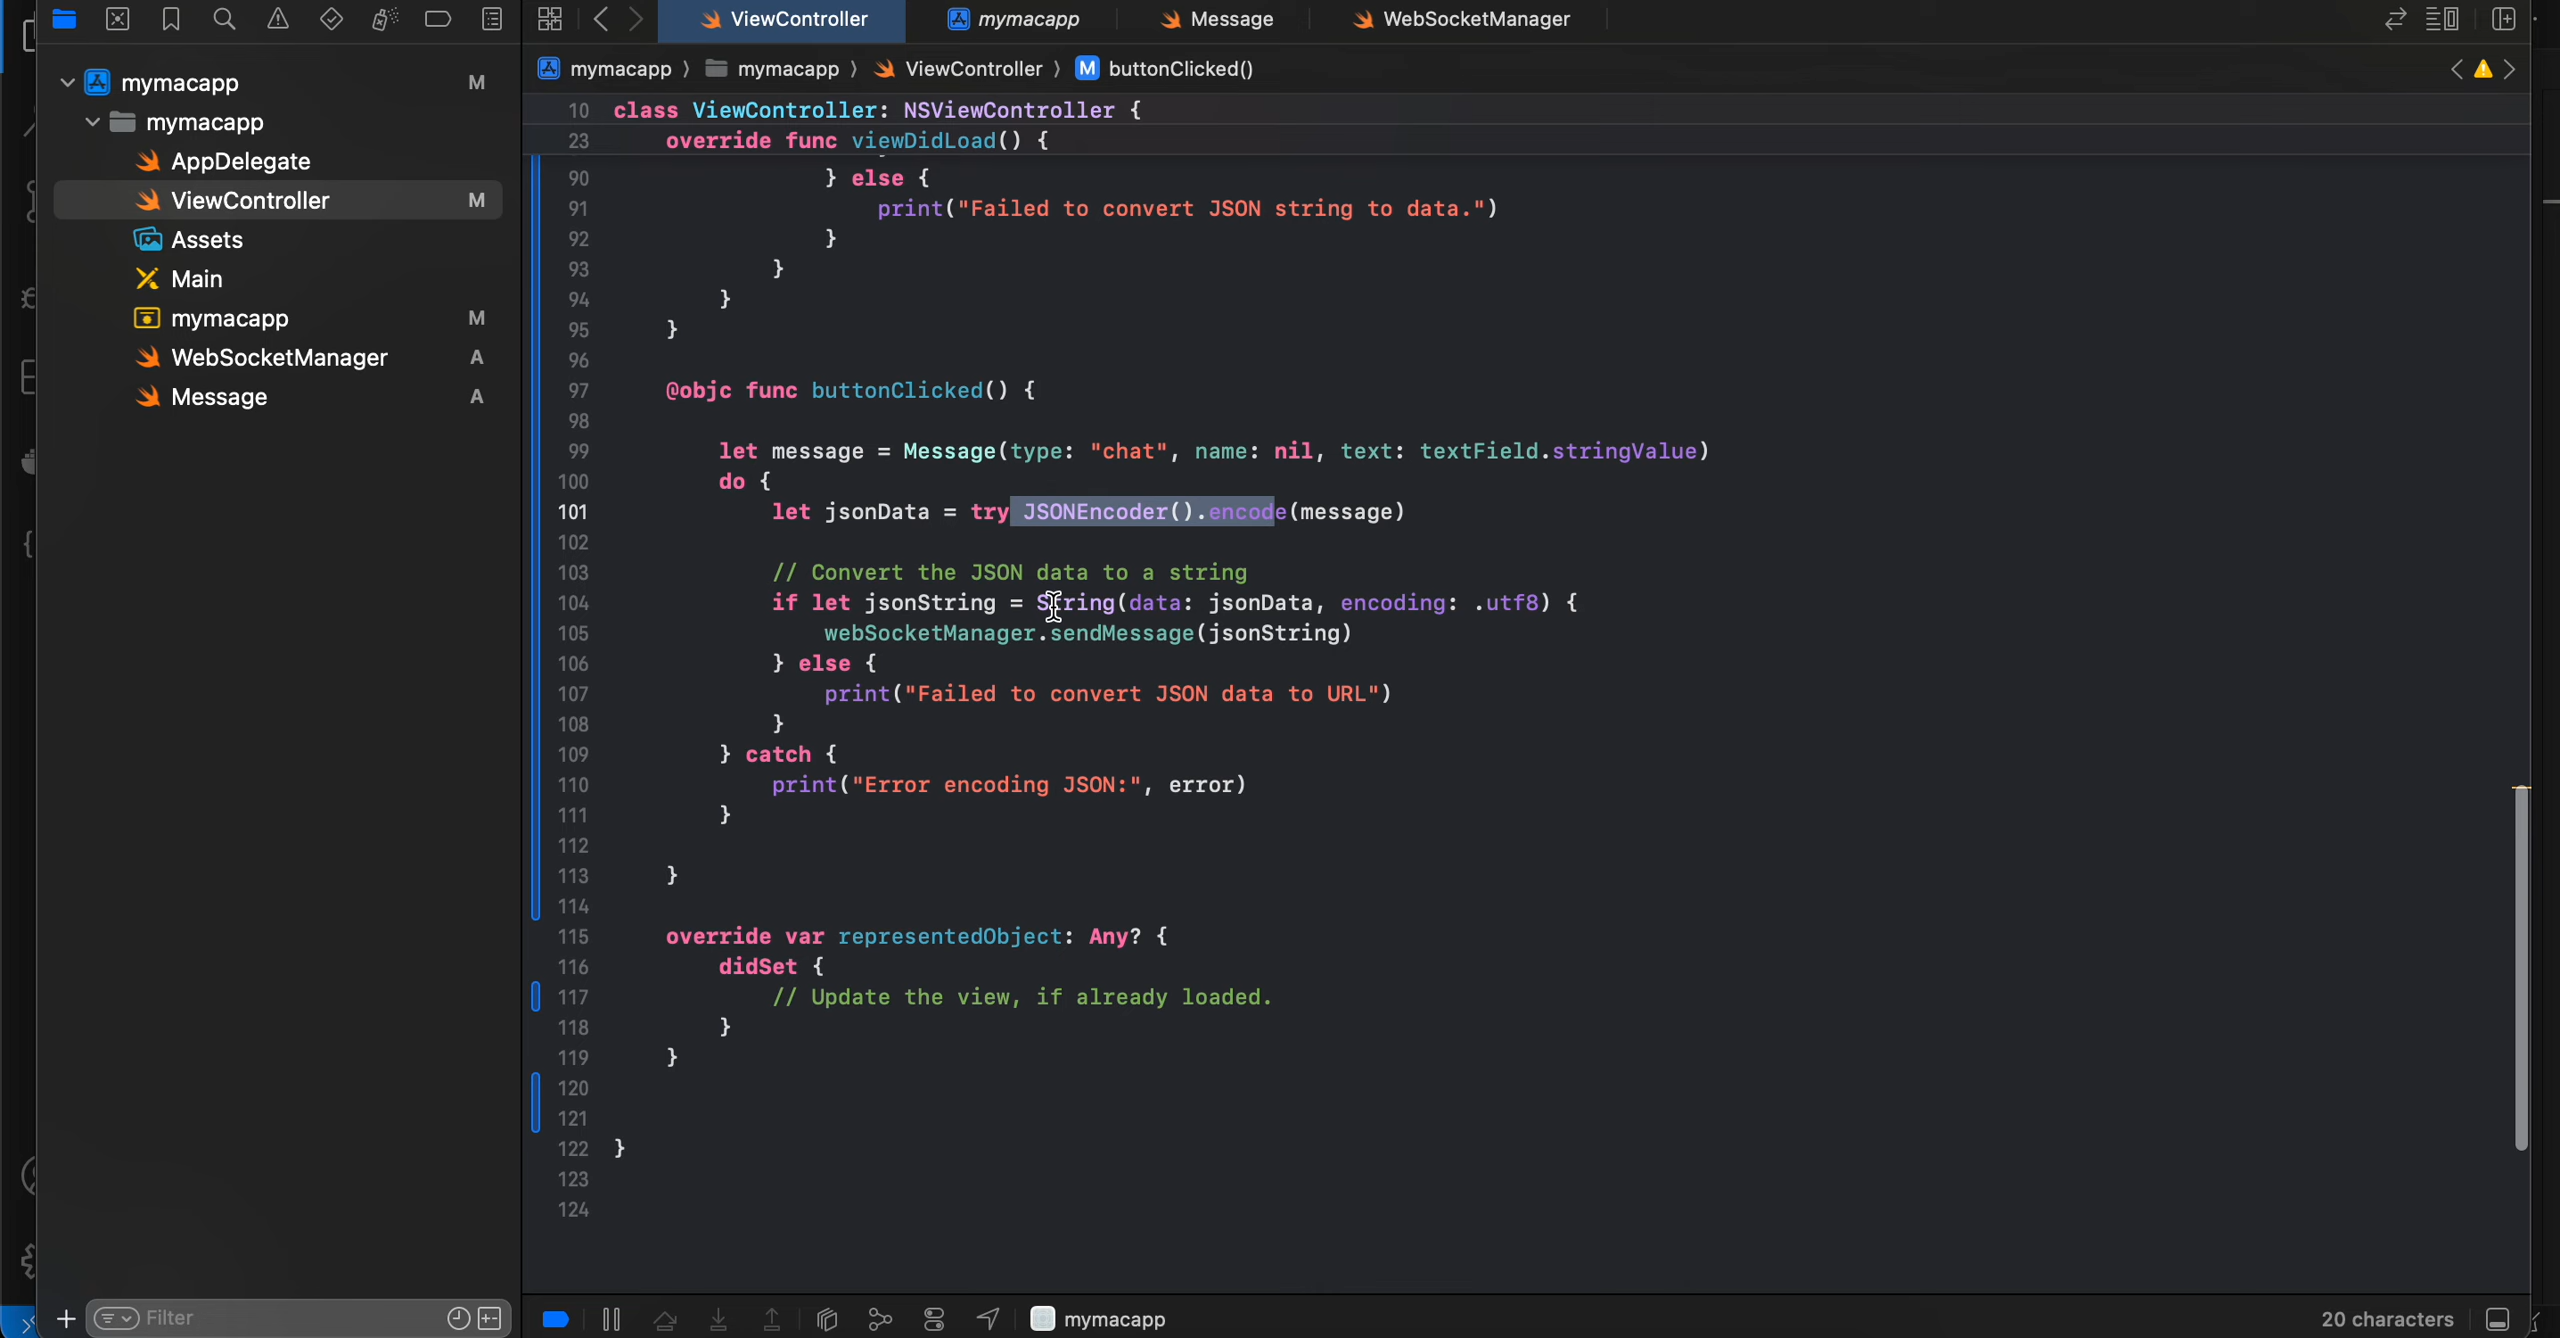 ViewController
mymacapp
Message
WebSocketManager
mymacapp M
mymacapp
AppDelegate
ViewController M
Assets
Main
mymacapp M
WebSocketManager A
Message A
mymacapp 〉 mymacapp 〉 ViewController 〉 M buttonClicked()
10 class ViewController: NSViewController {
23 override func viewDidLoad() {
90 } else {
91 print("Failed to convert JSON string to data.")
92 }
93 }
94 }
95 }
96
97 @objc func buttonClicked() {
98
99 let message = Message(type: "chat", name: nil, text: textField.stringValue)
100 do {
101 let jsonData = try JSONEncoder().encode(message)
102
103 // Convert the JSON data to a string
104 if let jsonString = String(data: jsonData, encoding: .utf8) {
105 webSocketManager.sendMessage(jsonString)
106 } else {
107 print("Failed to convert JSON data to URL")
108 }
109 } catch {
110 print("Error encoding JSON:", error)
111 }
112
113 }
114
115 override var representedObject: Any? {
116 didSet {
117 // Update the view, if already loaded.
118 }
119 }
120
121
122 }
123
124
Filter
mymacapp
20 characters